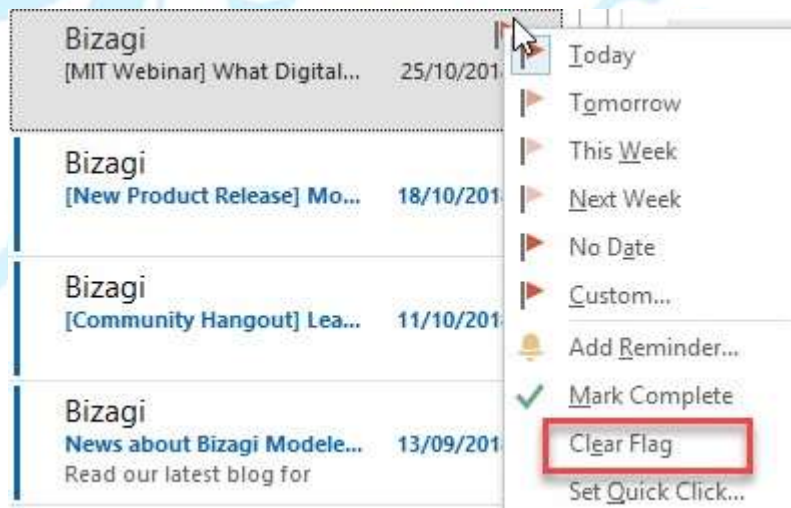 Bizagi
[MIT Webinar] What Digital... 25/10/201
Bizagi
[New Product Release] Mo... 18/10/201
Bizagi
[Community Hangout] Lea... 11/10/201
Bizagi
News about Bizagi Modele... 13/09/201
Read our latest blog for
Today
Tomorrow
This Week
Next Week
No Date
Custom...
Add Reminder...
Mark Complete
Clear Flag
Set Quick Click...